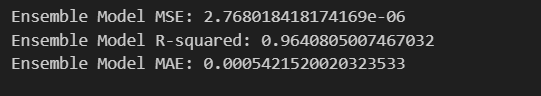 Ensemble Model MSE: 2.768018418174169e-06
Ensemble Model R-squared: 0.9640805007467032
Ensemble Model MAE: 0.0005421520020323533